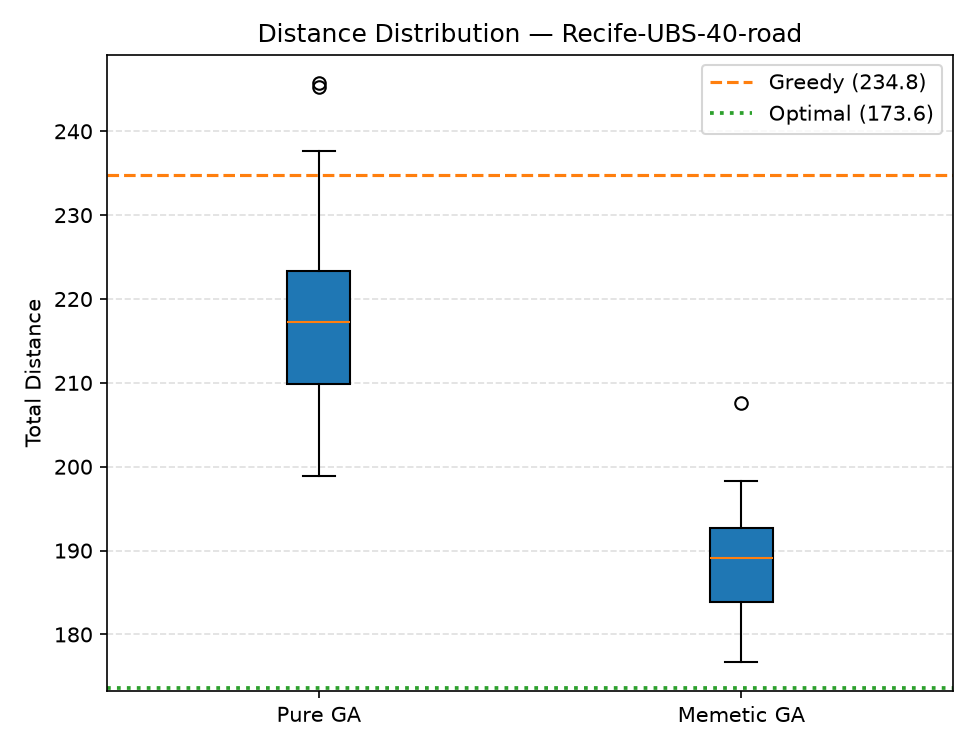 Distance Distribution — Recife-UBS-40-road
Greedy (234.8)
Optimal (173.6)
Total Distance
240
230
220
210
200
190
180
Pure GA
Memetic GA